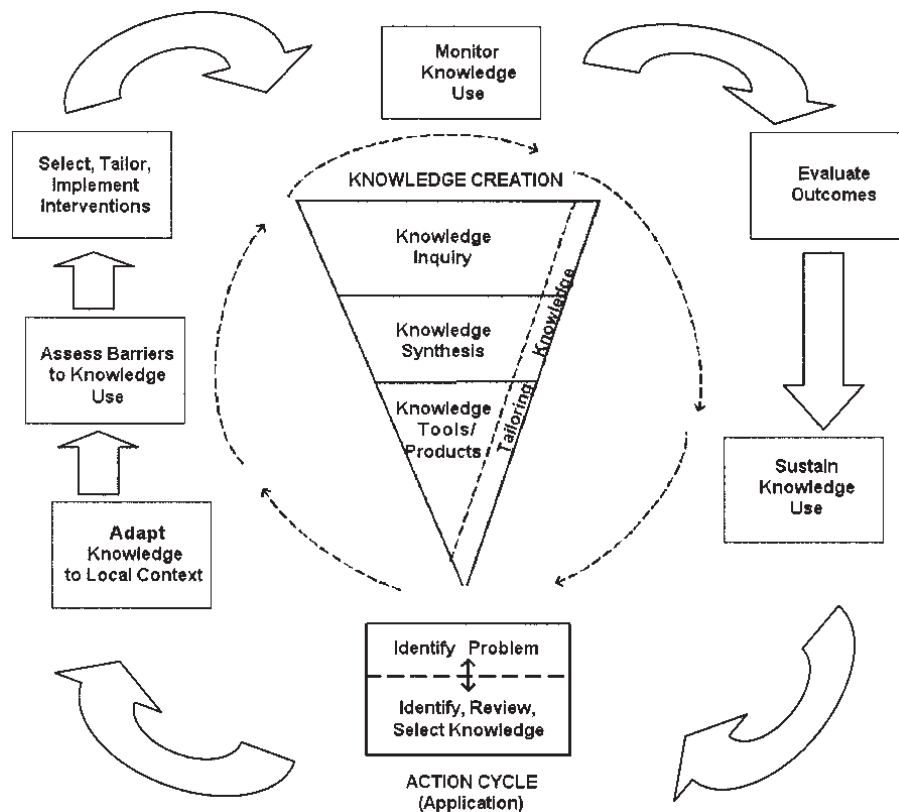 Monitor
Knowledge
Use
Select, Tailor,
Implement
Interventions
Evaluate
Outcomes
KNOWLEDGE CREATION
Knowledge
Inquiry
Knowledge
Synthesis
Knowledge
Tools/
Products
Tailoring Knowledge
Assess Barriers
to Knowledge
Use
Sustain
Knowledge
Use
Adapt
Knowledge
to Local Context
Identify Problem
Identify, Review,
Select Knowledge
ACTION CYCLE
(Application)